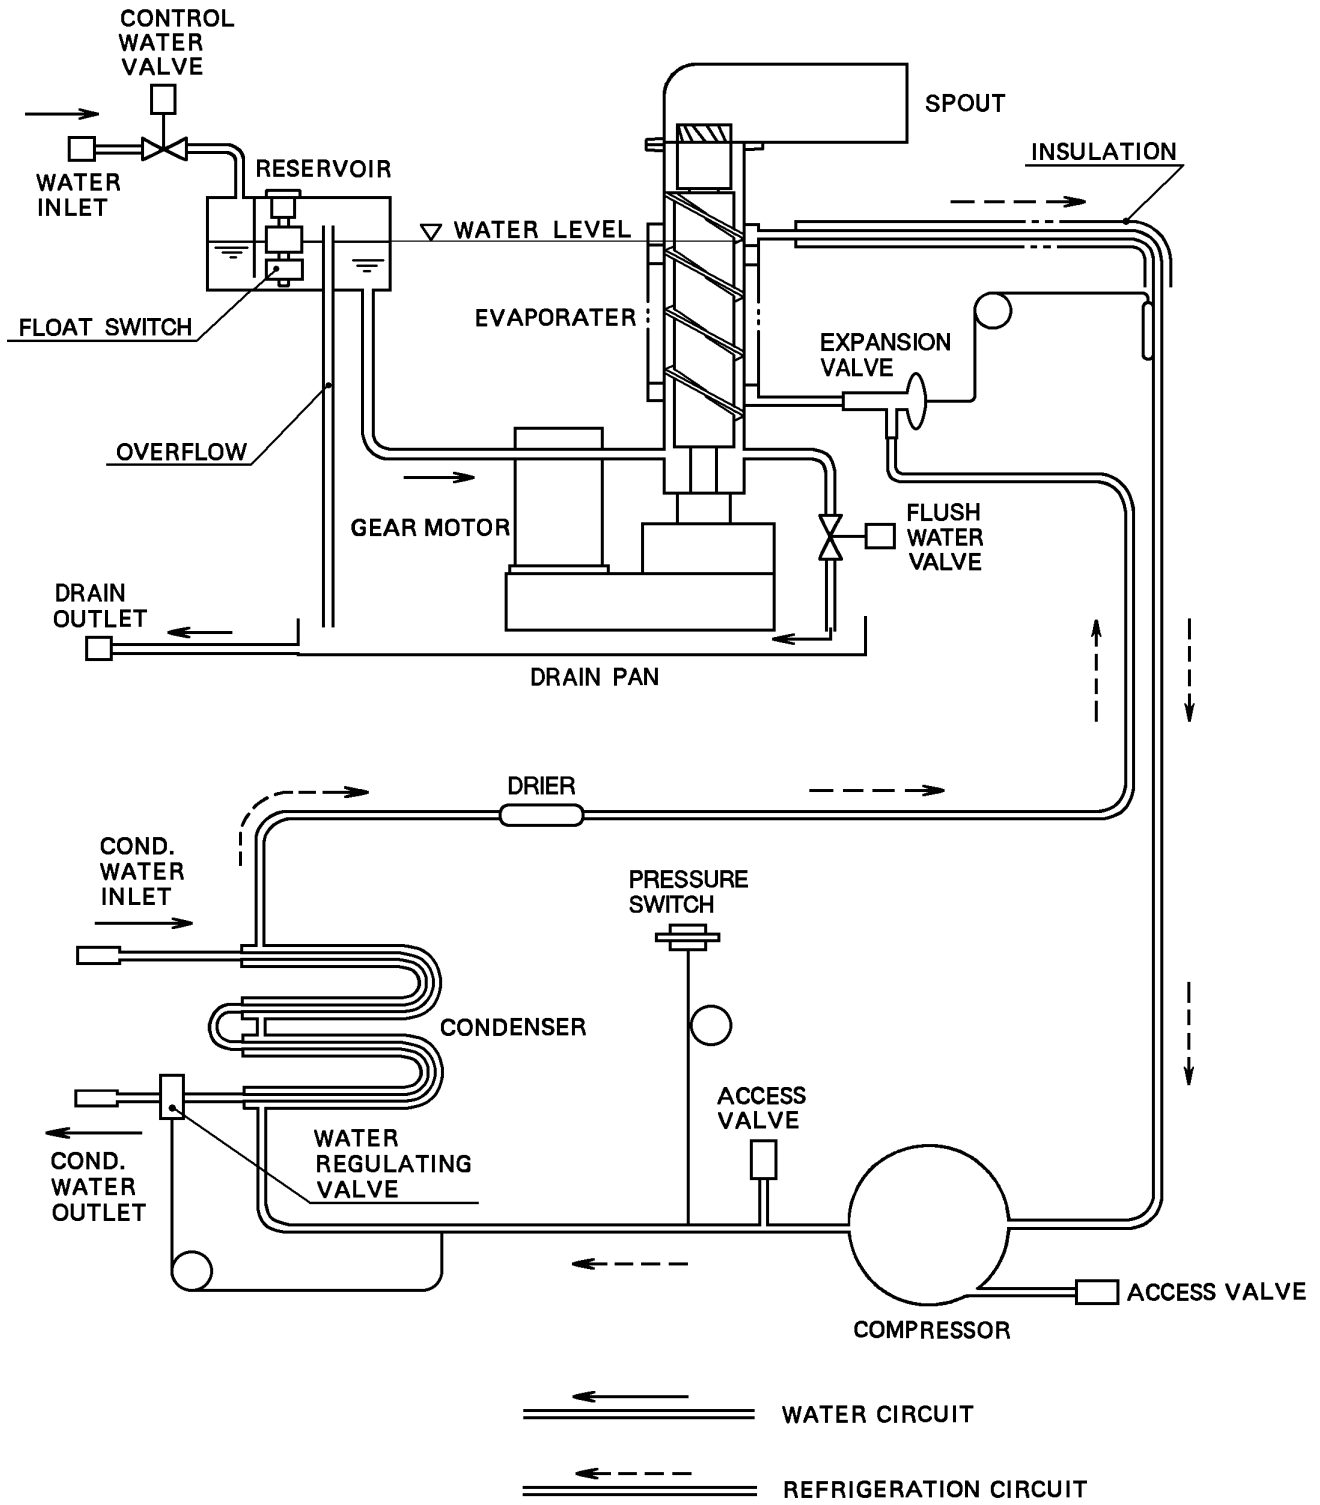 CONTROL
WATER
VALVE
SPOUT
INSULATION
RESERVOIR
WATER
INLET
WATER LEVEL
EVAPORATER
FLOAT SWITCH
EXPANSION
VALVE
OVERFLOW
GEAR MOTOR
FLUSH
WATER
VALVE
DRAIN
OUTLET
DRAIN PAN
DRIER
COND.
WATER
INLET
PRESSURE
SWITCH
CONDENSER
ACCESS
VALVE
WATER
REGULATING
VALVE
COND.
WATER
OUTLET
ACCESS VALVE
COMPRESSOR
WATER CIRCUIT
REFRIGERATION CIRCUIT